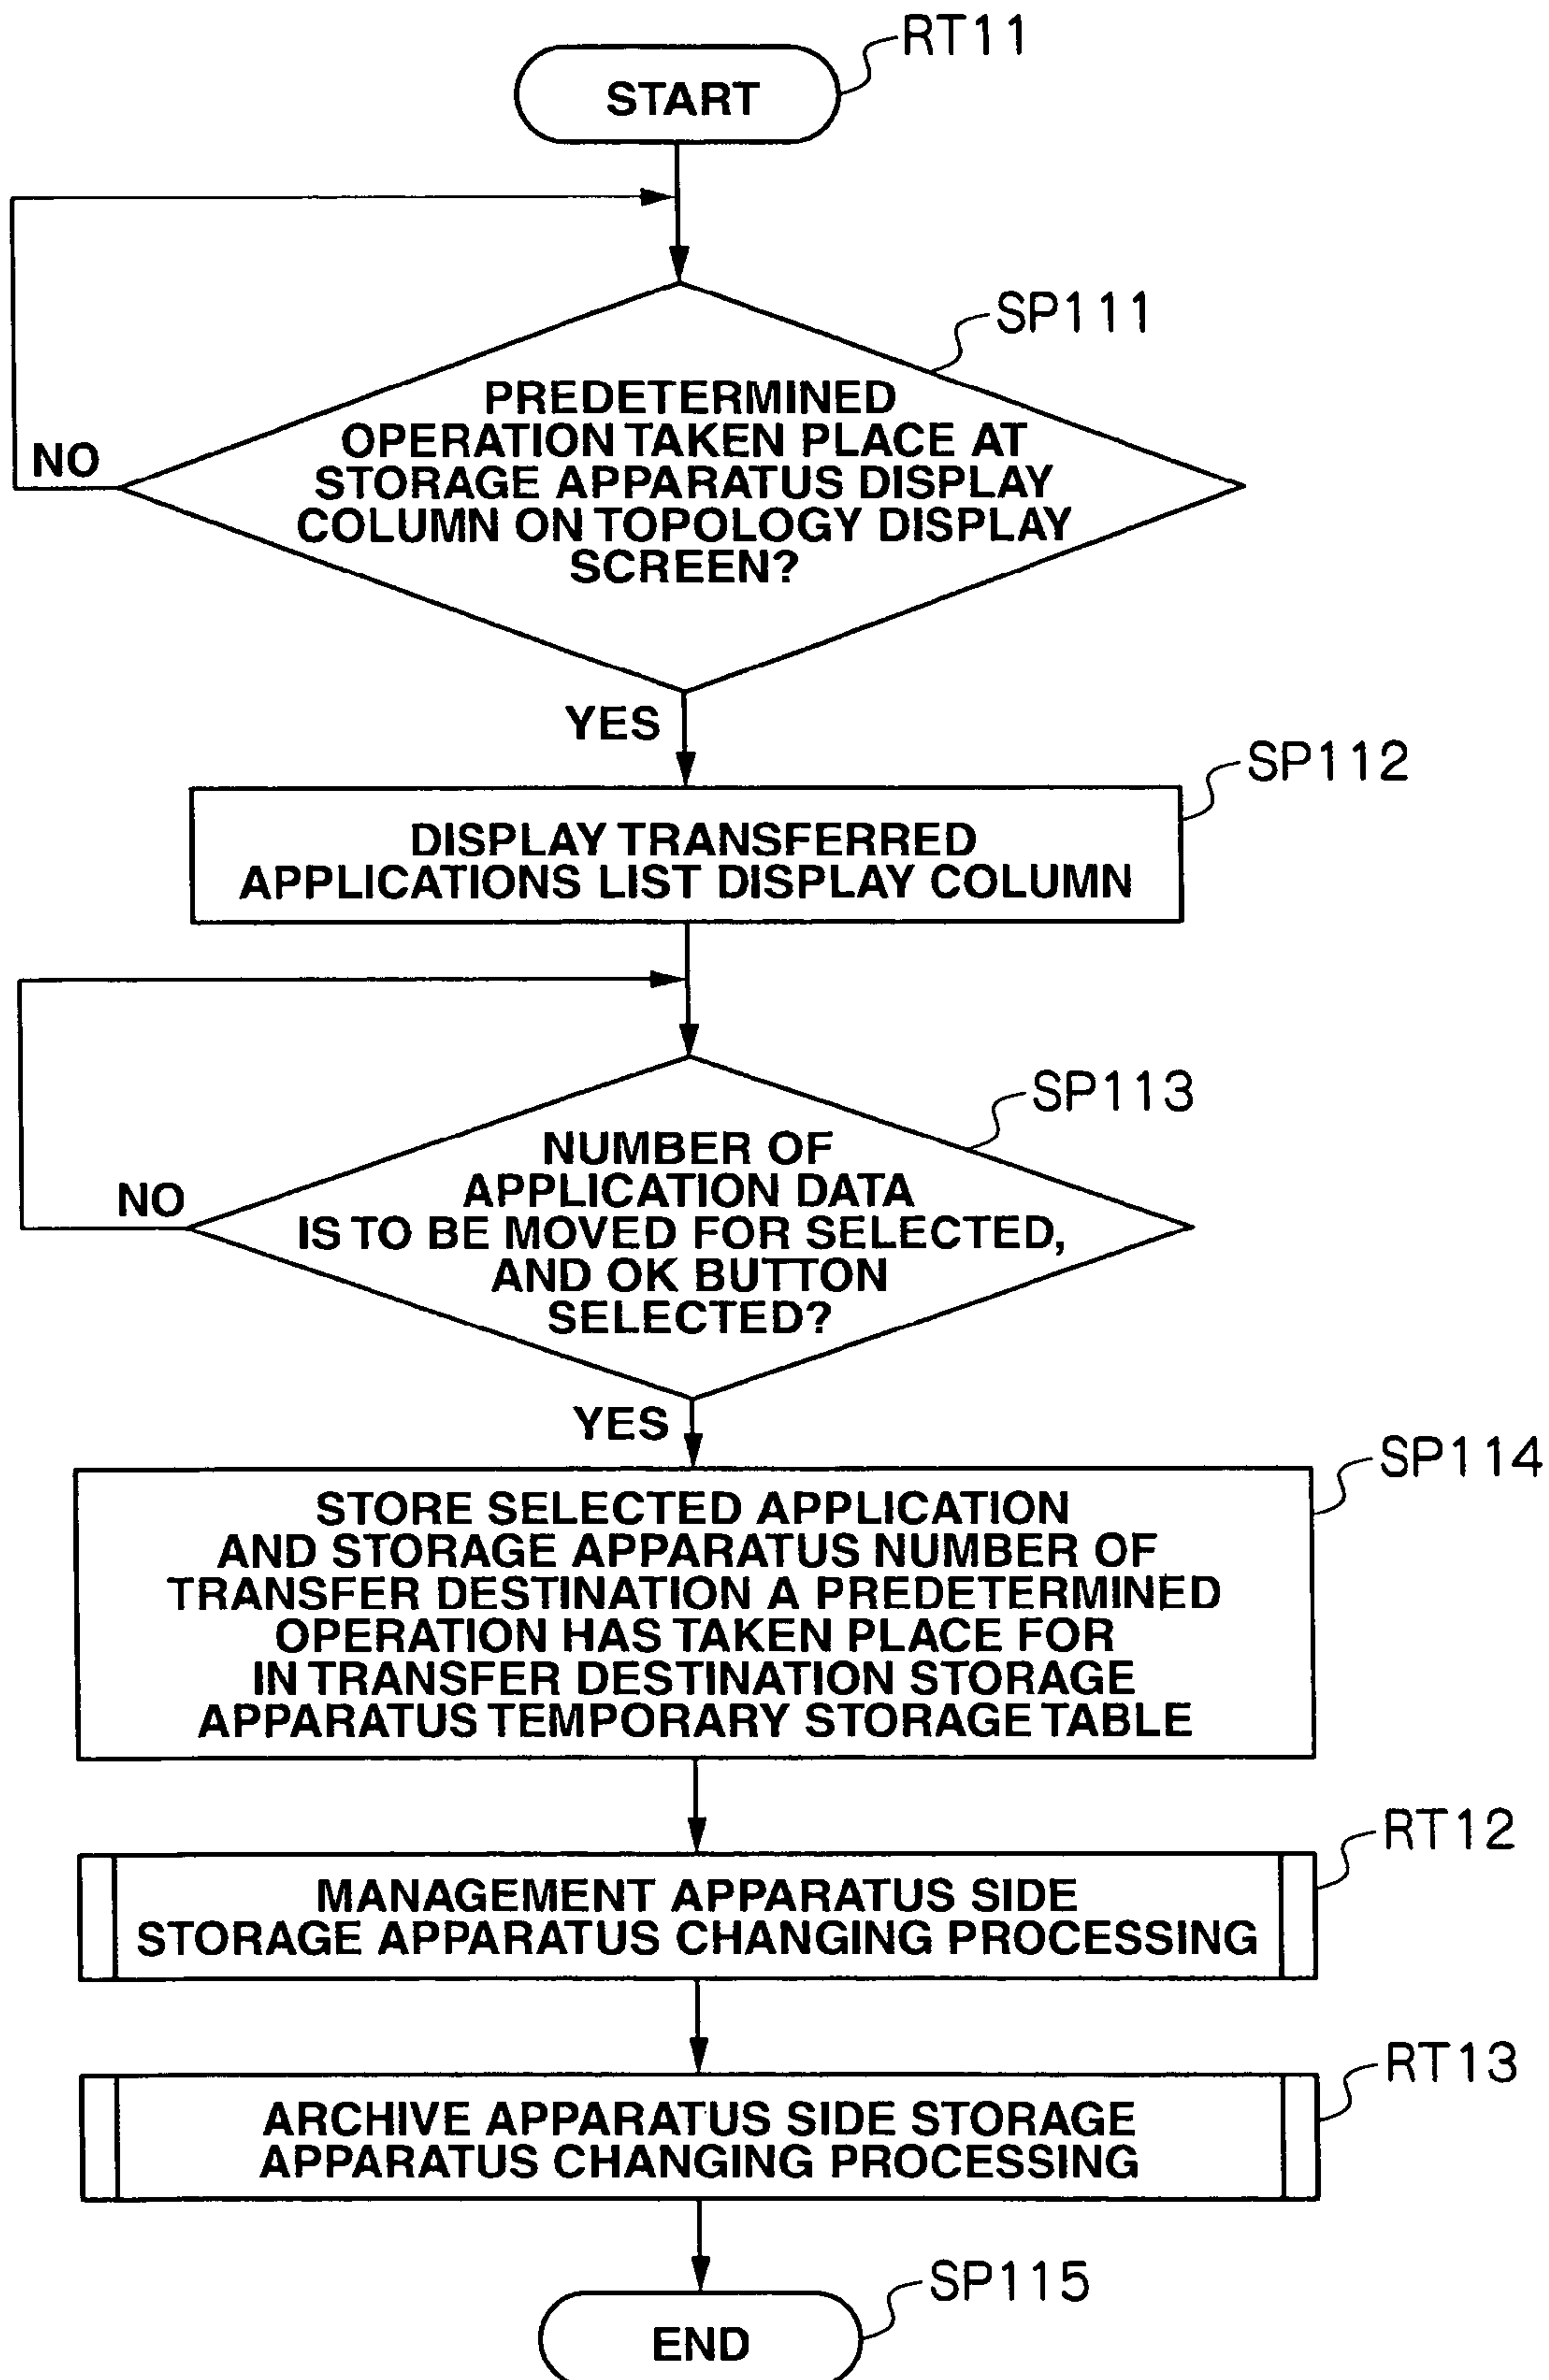 RT11
START
SP111
PREDETERMINED
OPERATION TAKEN PLACE AT
STORAGE APPARATUS DISPLAY
COLUMN ON TOPOLOGY DISPLAY
SCREEN?
NO
YES
SP112
DISPLAY TRANSFERRED
APPLICATIONS LIST DISPLAY COLUMN
SP113
NUMBER OF
APPLICATION DATA
IS TO BE MOVED FOR SELECTED,
AND OK BUTTON
SELECTED?
NO
YES
SP114
STORE SELECTED APPLICATION
AND STORAGE APPARATUS NUMBER OF
TRANSFER DESTINATION A PREDETERMINED
OPERATION HAS TAKEN PLACE FOR
IN TRANSFER DESTINATION STORAGE
APPARATUS TEMPORARY STORAGE TABLE
RT12
MANAGEMENT APPARATUS SIDE
STORAGE APPARATUS CHANGING PROCESSING
RT13
ARCHIVE APPARATUS SIDE STORAGE
APPARATUS CHANGING PROCESSING
SP115
END